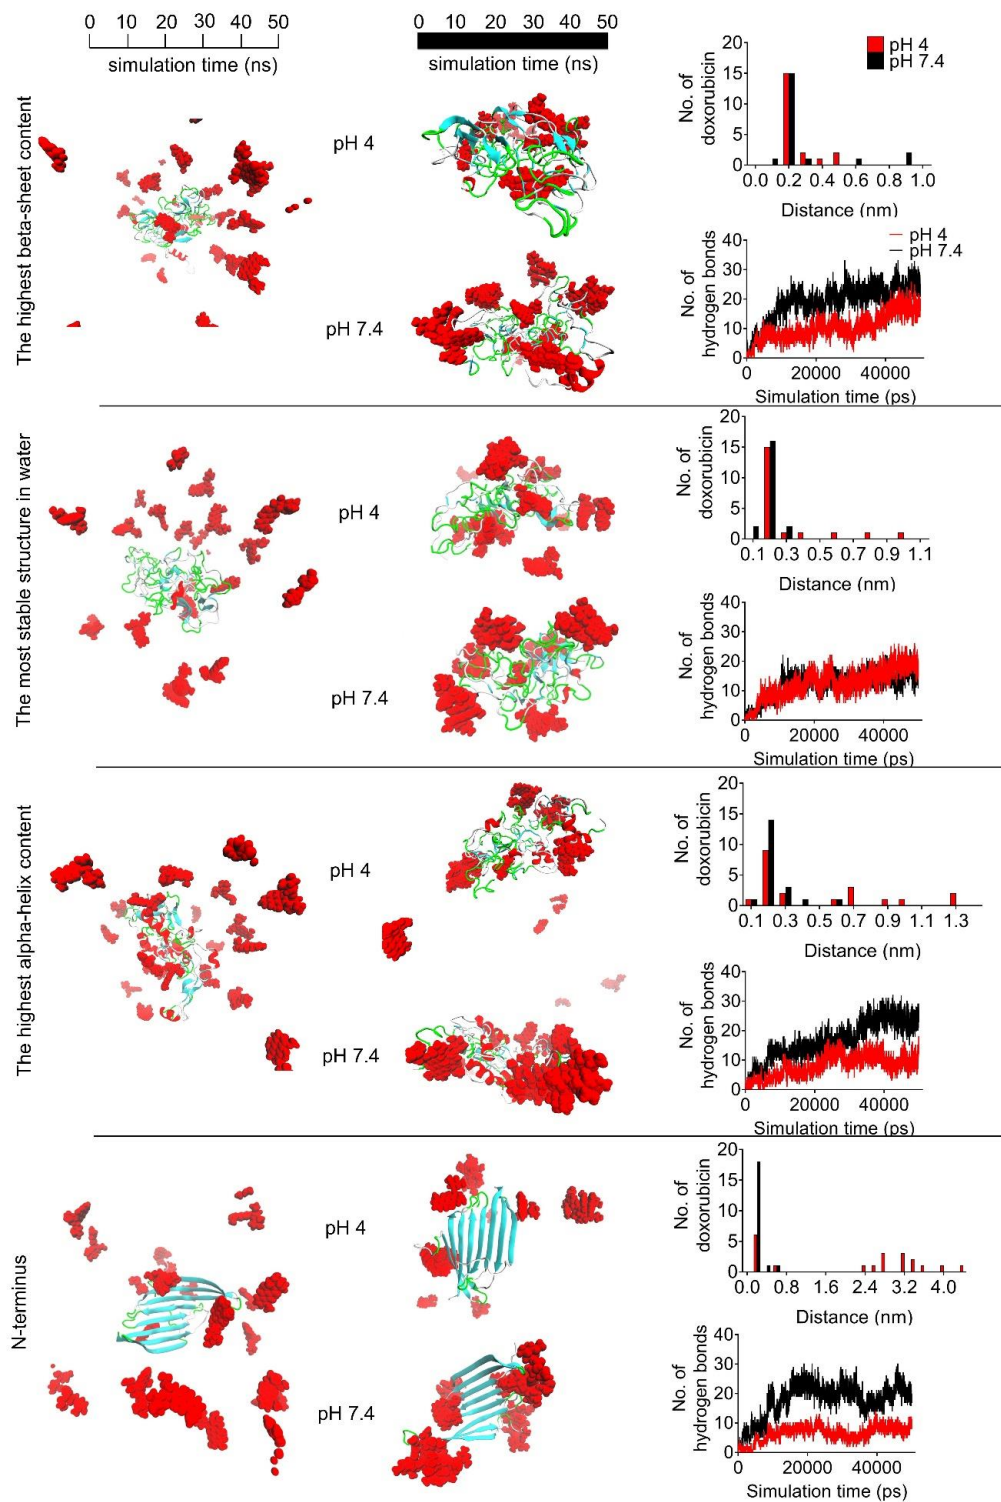 0 10 20 30 40 50
simulation time (ns)
0 10 20 30 40 50
simulation time (ns)
The highest beta-sheet content
pH 4
pH 7.4
No. of
doxorubicin
20
15
10
5
0
pH 4
pH 7.4
0.0 0.2 0.4 0.6 0.8 1.0
Distance (nm)
No. of
hydrogen bonds
40
30
20
10
0
pH 4
pH 7.4
0 20000 40000
Simulation time (ps)
The most stable structure in water
pH 4
pH 7.4
No. of
doxorubicin
20
15
10
5
0
0.1 0.3 0.5 0.7 0.9 1.1
Distance (nm)
No. of
hydrogen bonds
40
30
20
10
0
0 20000 40000
Simulation time (ps)
The highest alpha-helix content
pH 4
pH 7.4
No. of
doxorubicin
20
15
10
5
0
0.1 0.3 0.5 0.7 0.9 1.1 1.3
Distance (nm)
No. of
hydrogen bonds
40
30
20
10
0
0 20000 40000
Simulation time (ps)
N-terminus
pH 4
pH 7.4
No. of
doxorubicin
20
15
10
5
0
0.0 0.8 1.6 2.4 3.2 4.0
Distance (nm)
No. of
hydrogen bonds
40
30
20
10
0
0 20000 40000
Simulation time (ps)